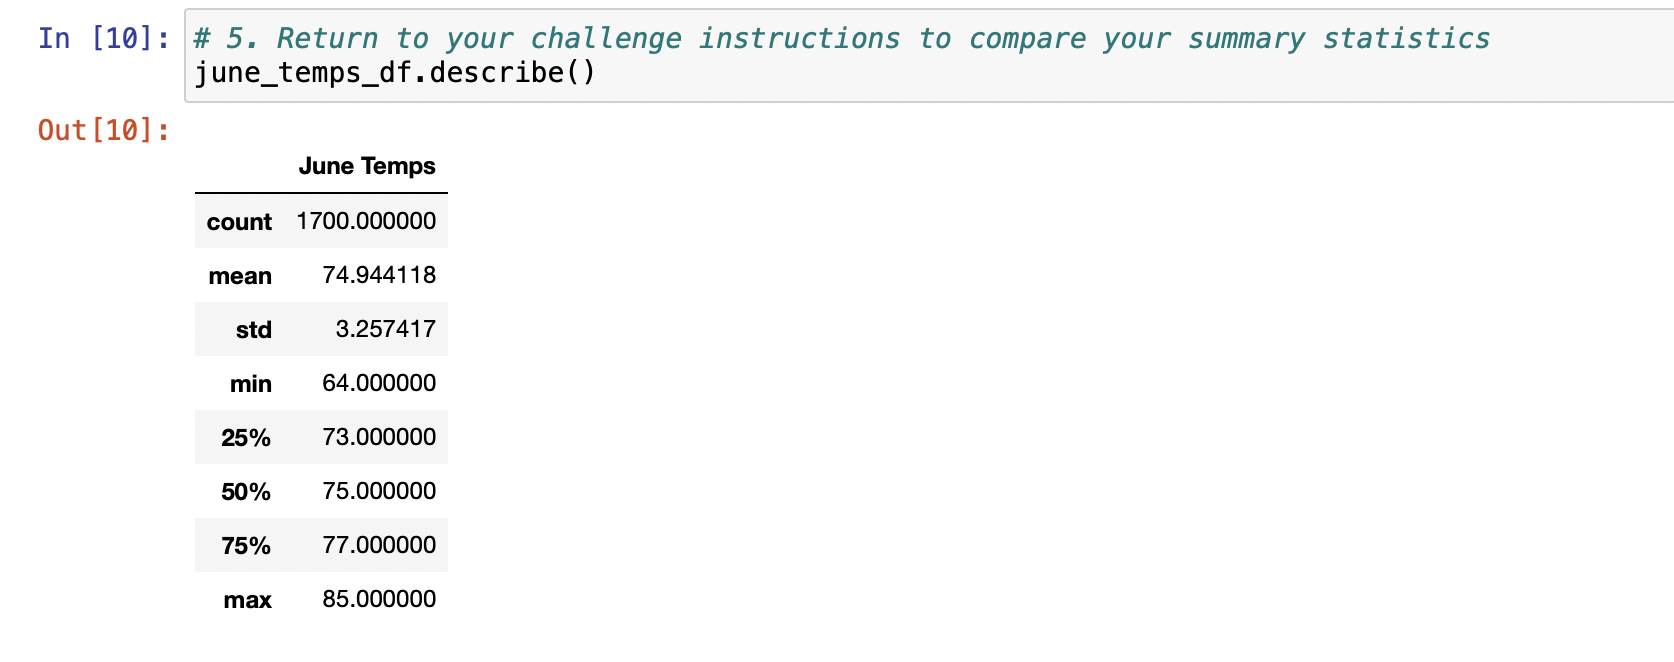 In [10]: # 5. Return to your challenge instructions to compare your summary statistics
june_temps_df.describe()
Out[10]:
June Temps
count 1700.000000
mean 74.944118
std 3.257417
min 64.000000
25% 73.000000
50% 75.000000
75% 77.000000
max 85.000000